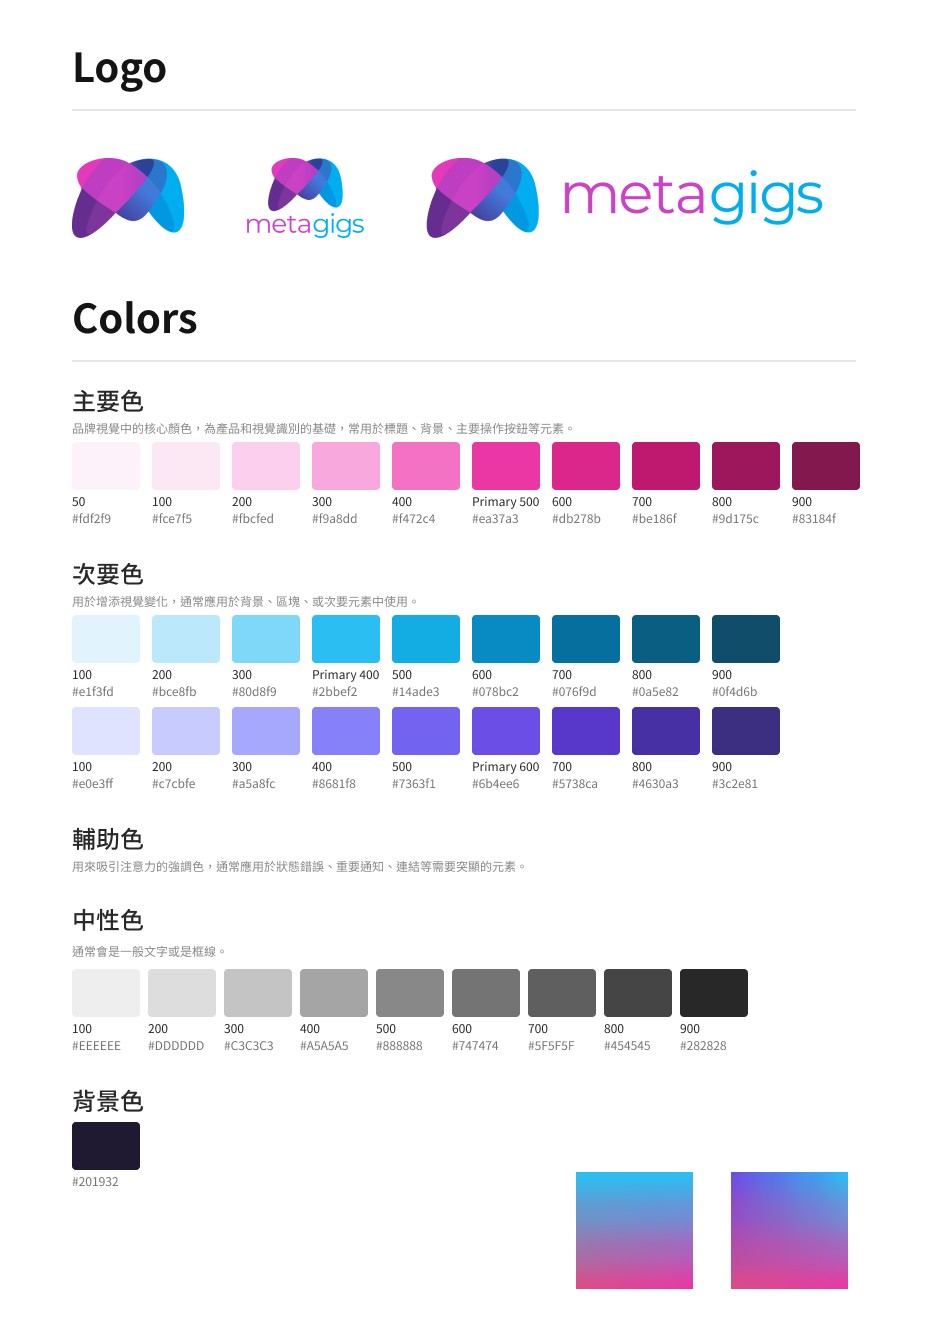 Logo
metagigs
metagigs
Colors
主要色
品牌視覺中的核心顏色，為產品和視覺識別的基礎，常用於標題、背景、主要操作按鈕等元素。
50 100 200 300 400 Primary 500 600 700 800 900
#fdf2f9 #fce7f5 #fbcfed #f9a8dd #f472c4 #ea37a3 #db278b #be186f #9d175c #83184f
次要色
用於增添視覺變化，通常應用於背景、區塊、或次要元素中使用。
100 200 300 Primary 400 500 600 700 800 900
#e1f3fd #bce8fb #80d8f9 #2bbef2 #14ade3 #078bc2 #076f9d #0a5e82 #0f4d6b
100 200 300 400 500 Primary 600 700 800 900
#e0e3ff #c7cbfe #a5a8fc #8681f8 #7363f1 #6b4ee6 #5738ca #4630a3 #3c2e81
輔助色
用來吸引注意力的強調色，通常應用於狀態錯誤、重要通知、連結等需要突顯的元素。
中性色
通常會是一般文字或是框線。
100 200 300 400 500 600 700 800 900
#EEEEEE #DDDDDD #C3C3C3 #A5A5A5 #888888 #747474 #5F5F5F #454545 #282828
背景色
#201932